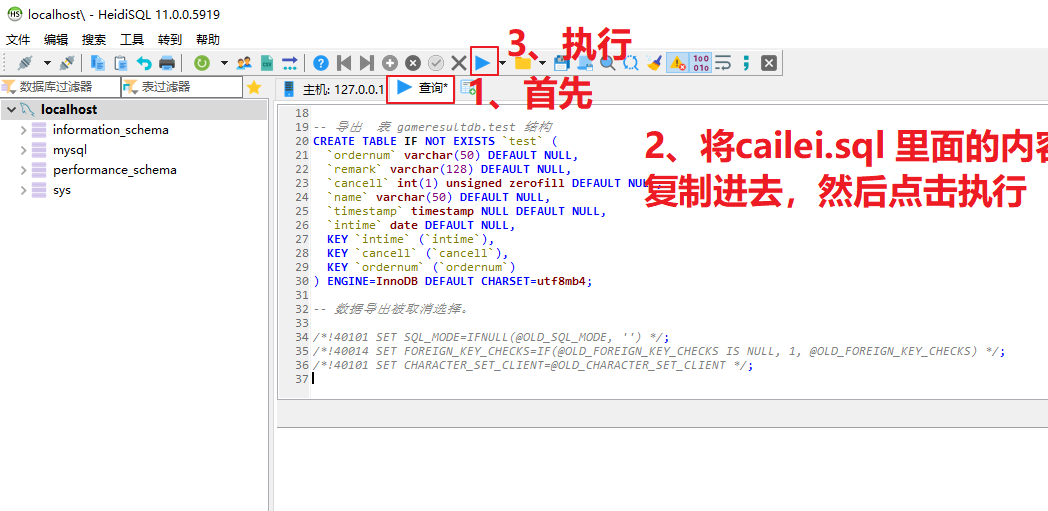 localhost\ - HeidiSQL 11.0.0.5919
文件 编辑 搜索 工具 转到 帮助
3、执行
数据库过滤器 表过滤器
主机: 127.0.0.1 查询*
1、首先
localhost
information_schema
mysql
performance_schema
sys
2、将cailei.sql 里面的内容
复制进去，然后点击执行
18
19 -- 导出  表 gameresultdb.test 结构
20 CREATE TABLE IF NOT EXISTS `test` (
21 `ordernum` varchar(50) DEFAULT NULL,
22 `remark` varchar(128) DEFAULT NULL,
23 `cancell` int(1) unsigned zerofill DEFAULT NULL,
24 `name` varchar(50) DEFAULT NULL,
25 `timestamp` timestamp NULL DEFAULT NULL,
26 `intime` date DEFAULT NULL,
27 KEY `intime` (`intime`),
28 KEY `cancell` (`cancell`),
29 KEY `ordernum` (`ordernum`)
30 ) ENGINE=InnoDB DEFAULT CHARSET=utf8mb4;
31
32 -- 数据导出被取消选择。
33
34 /*!40101 SET SQL_MODE=IFNULL(@OLD_SQL_MODE, '') */;
35 /*!40014 SET FOREIGN_KEY_CHECKS=IF(@OLD_FOREIGN_KEY_CHECKS IS NULL, 1, @OLD_FOREIGN_KEY_CHECKS) */;
36 /*!40101 SET CHARACTER_SET_CLIENT=@OLD_CHARACTER_SET_CLIENT */;
37